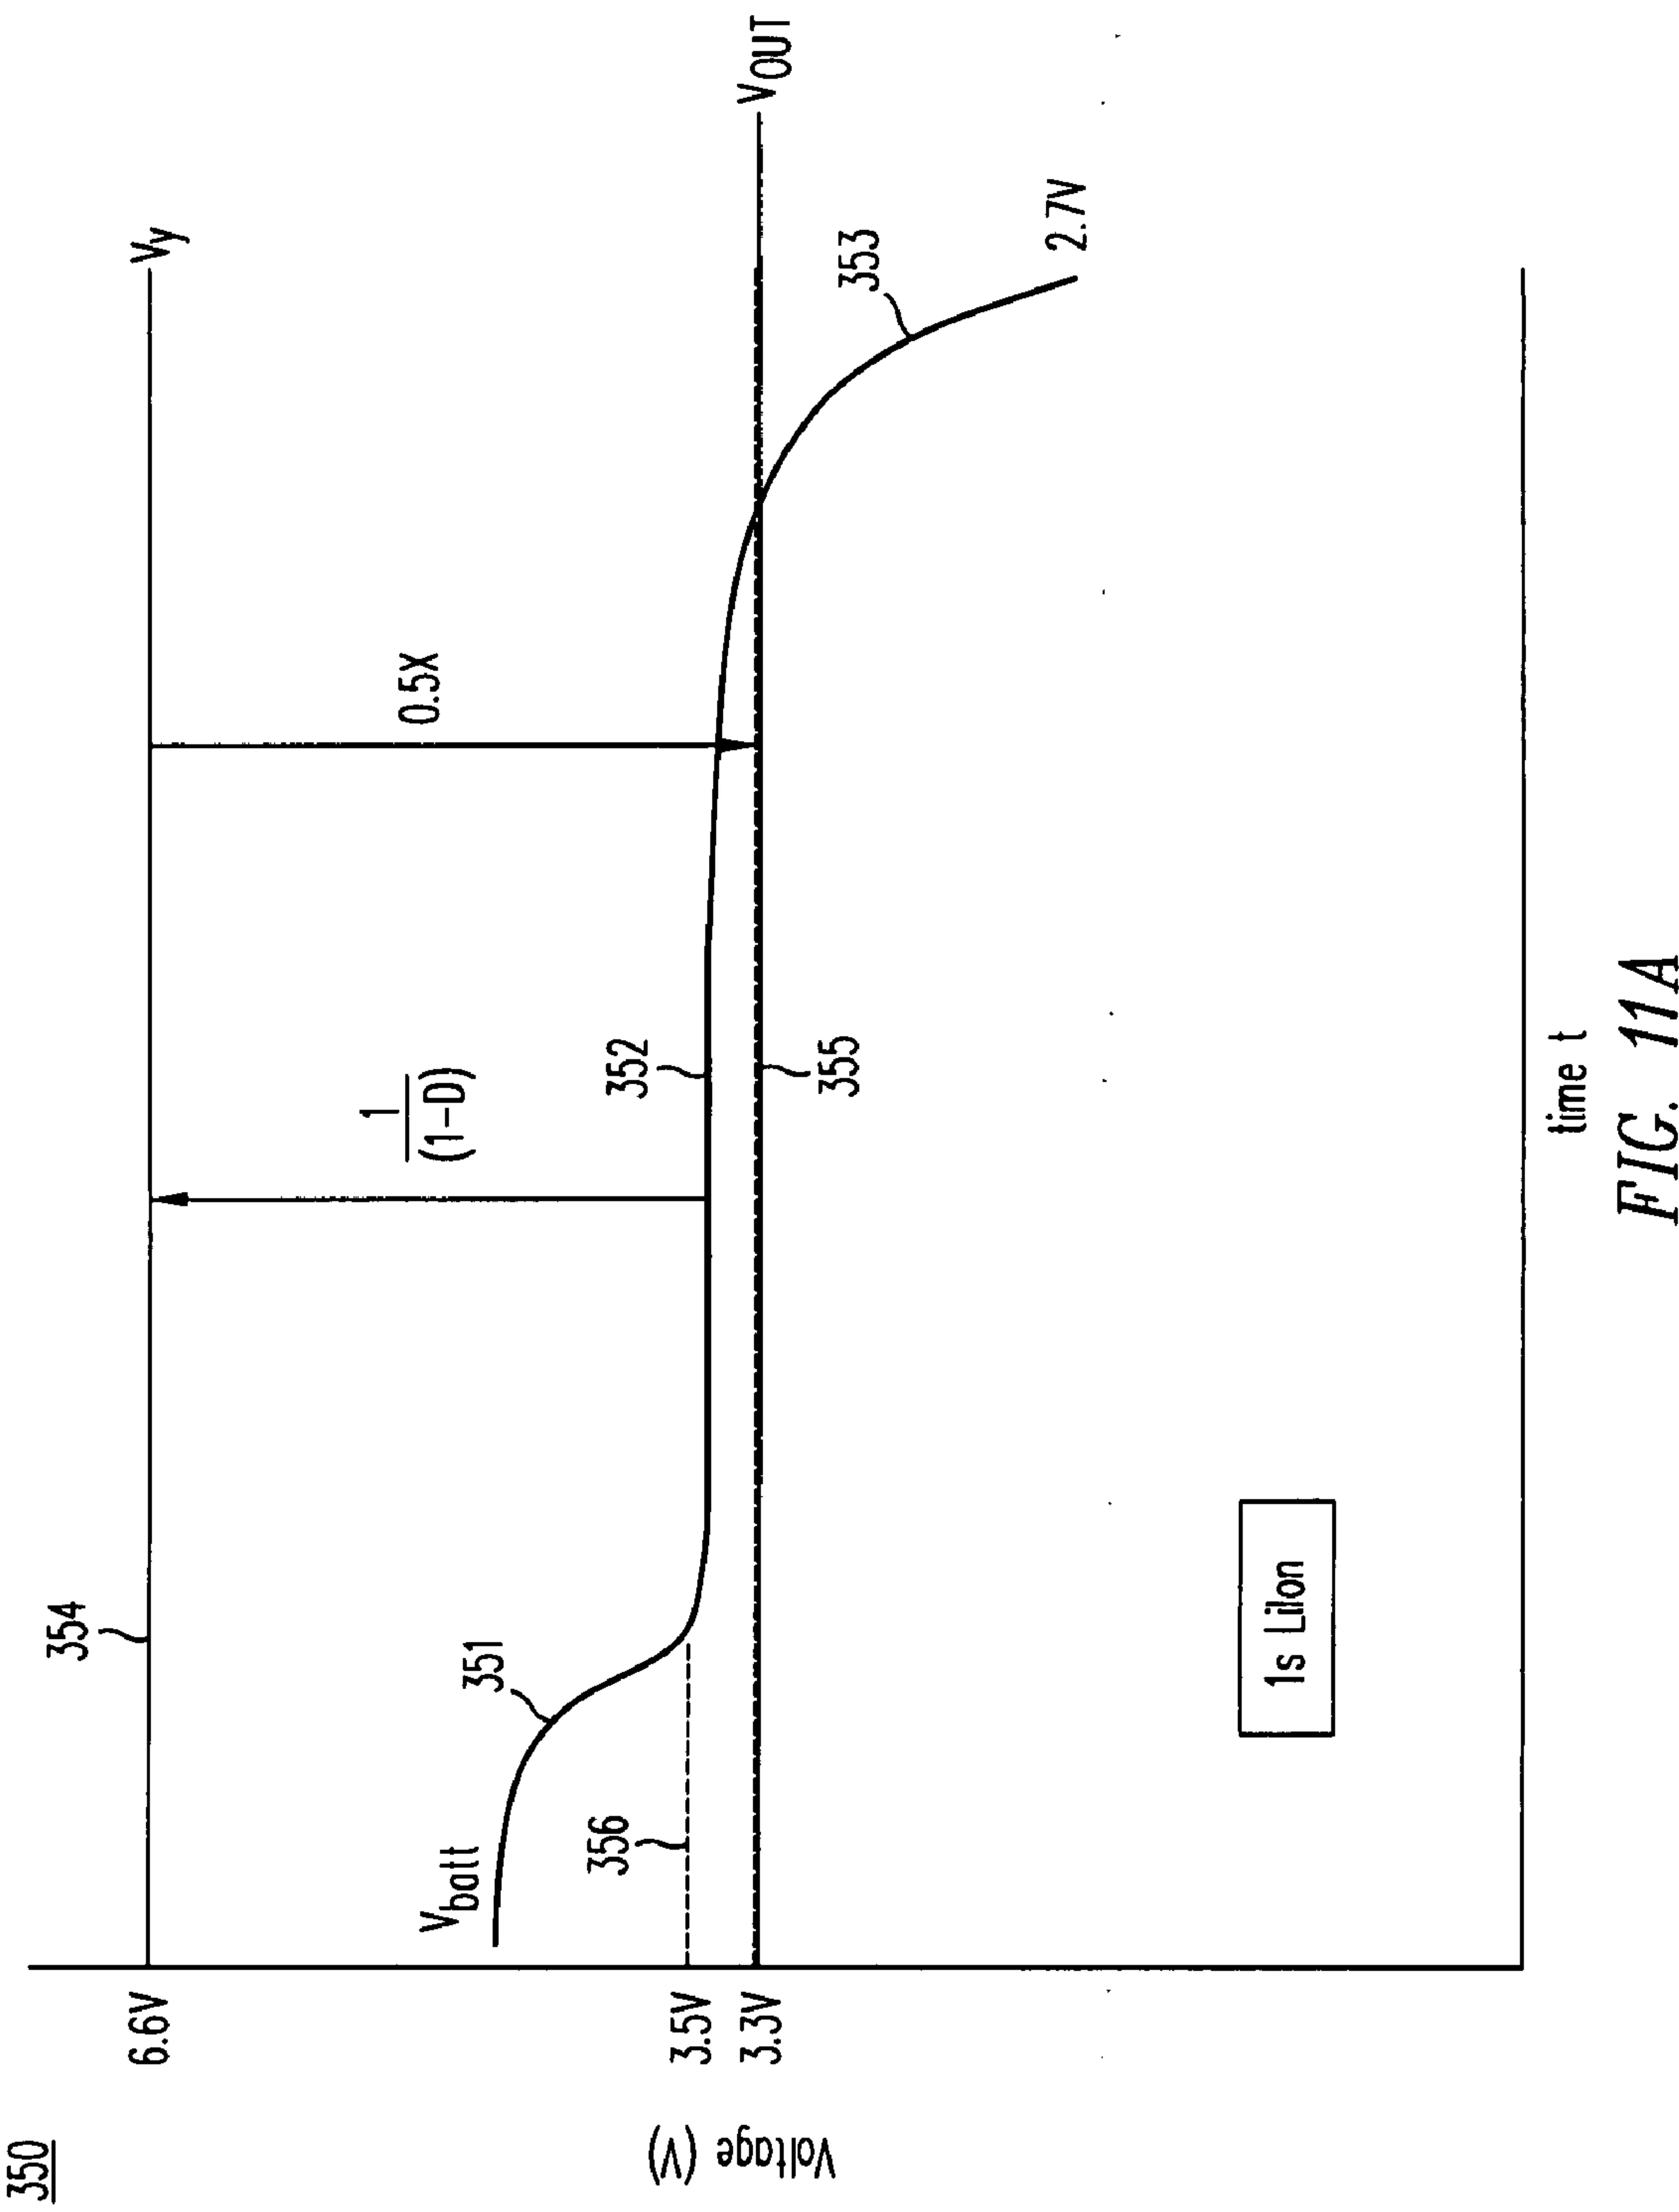 350
Voltage (V)
6.6V
3.5V
3.3V
354
Vy
Vbatt
351
356
1
(1-D)
0.5X
352
355
353
VOUT
2.7V
1s LiIon
time t
FIG. 11A